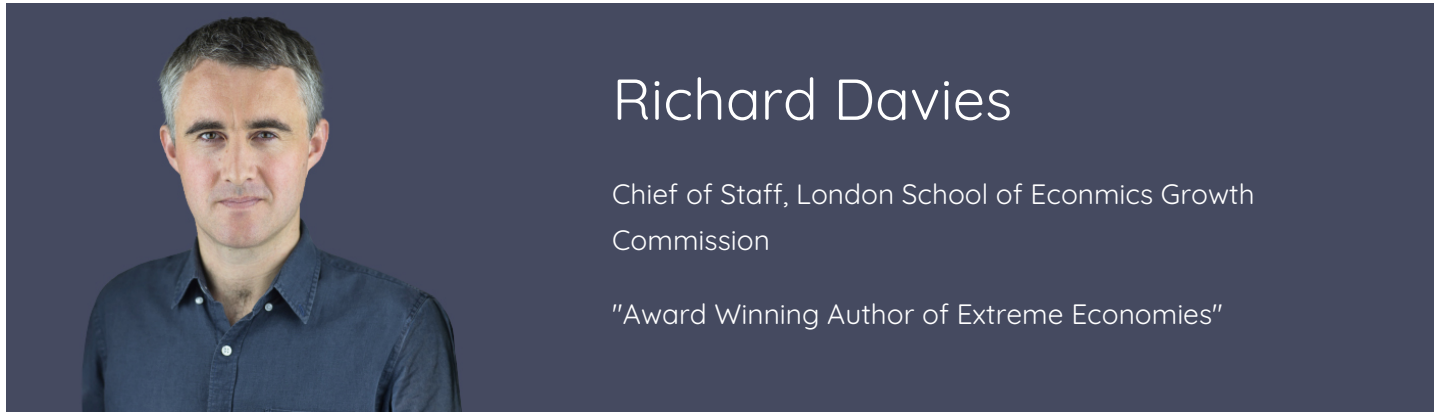 Richard Davies
Chief of Staff, London School of Econmics Growth
Commission
"Award Winning Author of Extreme Economies"